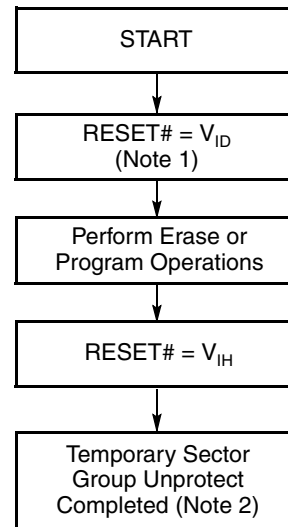 START
RESET# = VID
(Note 1)
Perform Erase or
Program Operations
RESET# = VIH
Temporary Sector
Group Unprotect
Completed (Note 2)